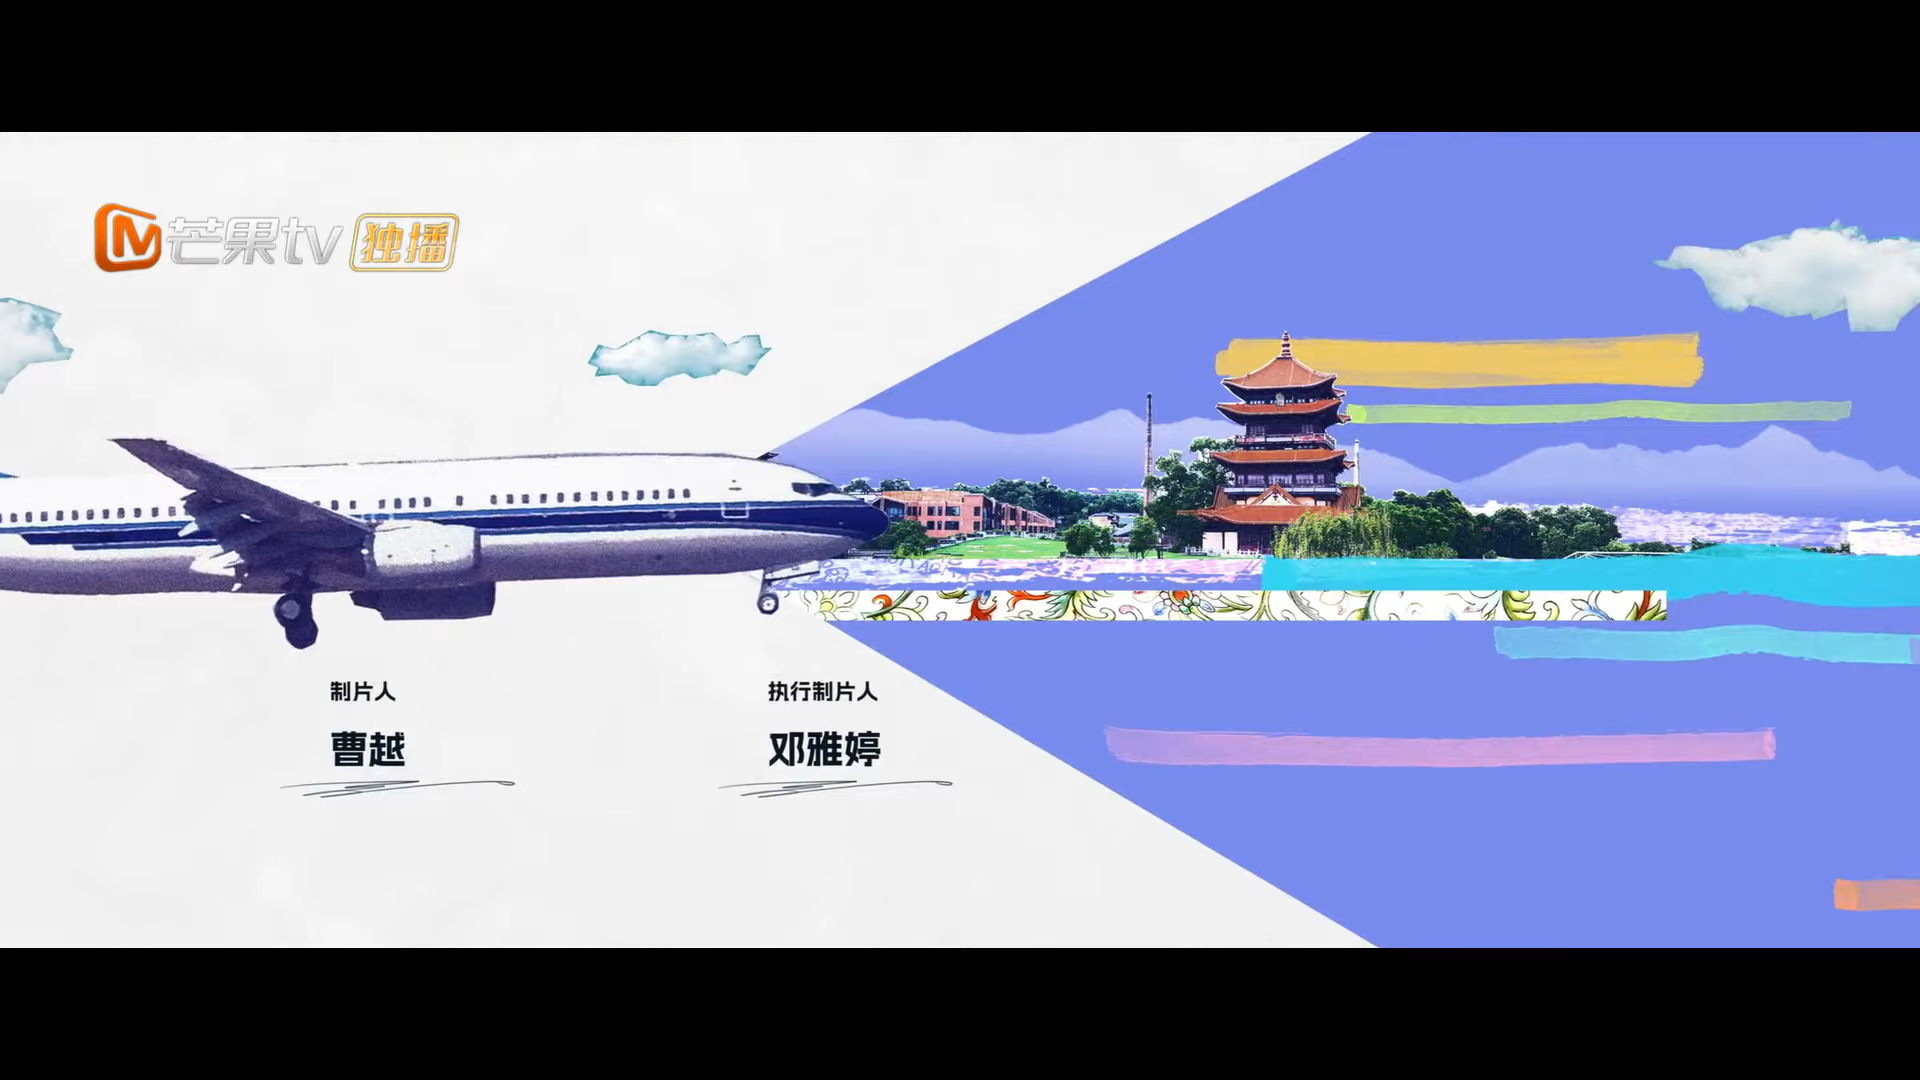 芒果tv 独播
制片人
曹越
执行制片人
邓雅婷